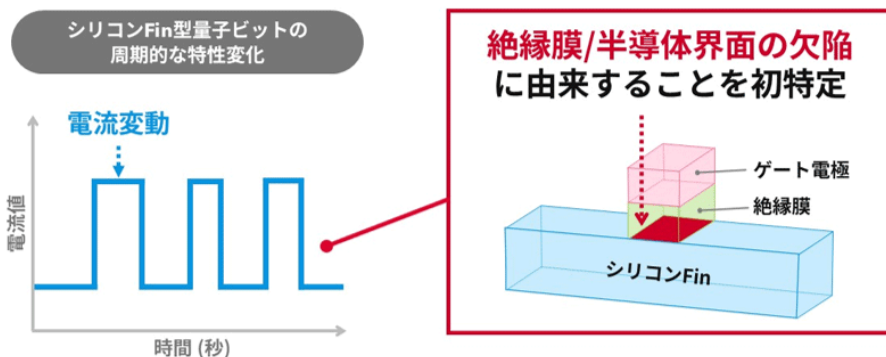 シリコンFin型量子ビットの
周期的な特性変化
電流変動
電流値
時間 (秒)
絶縁膜/半導体界面の欠陥
に由来することを初特定
ゲート電極
絶縁膜
シリコンFin